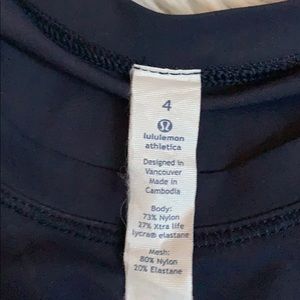 4
lululemon
athletica
Designed in
Vancouver
Made in
Cambodia
Body:
73% Nylon
27% Xtra life
lycra® elastane
Mesh:
80% Nylon
20% Elastane